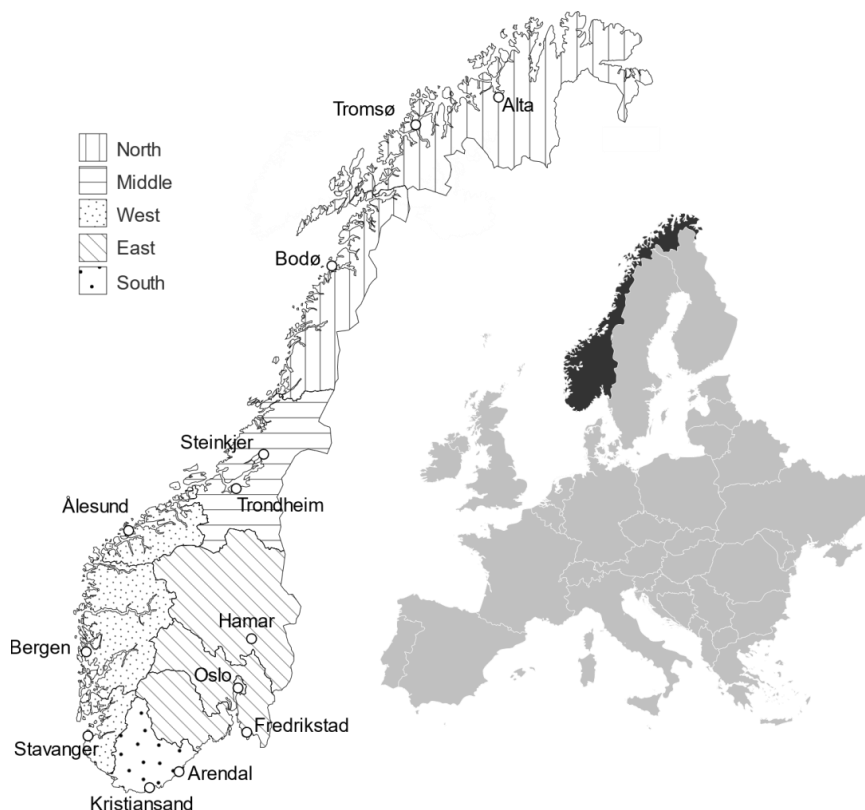 Tromsø
Alta
North
Middle
West
East
South
Bodø
Steinkjer
Trondheim
Ålesund
Hamar
Bergen
Oslo
Fredrikstad
Stavanger
Arendal
Kristiansand